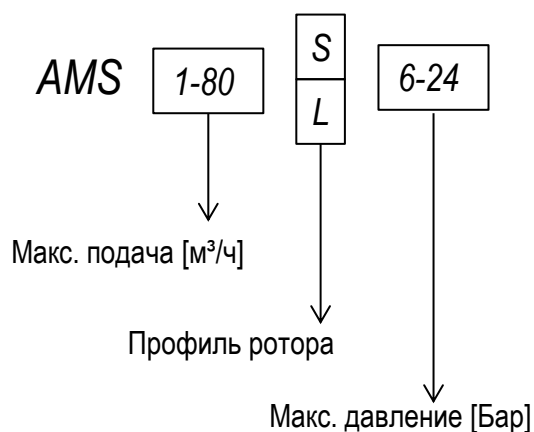 AMS 1-80 S 6-24
L
Макс. подача [м³/ч]
Профиль ротора
Макс. давление [Бар]